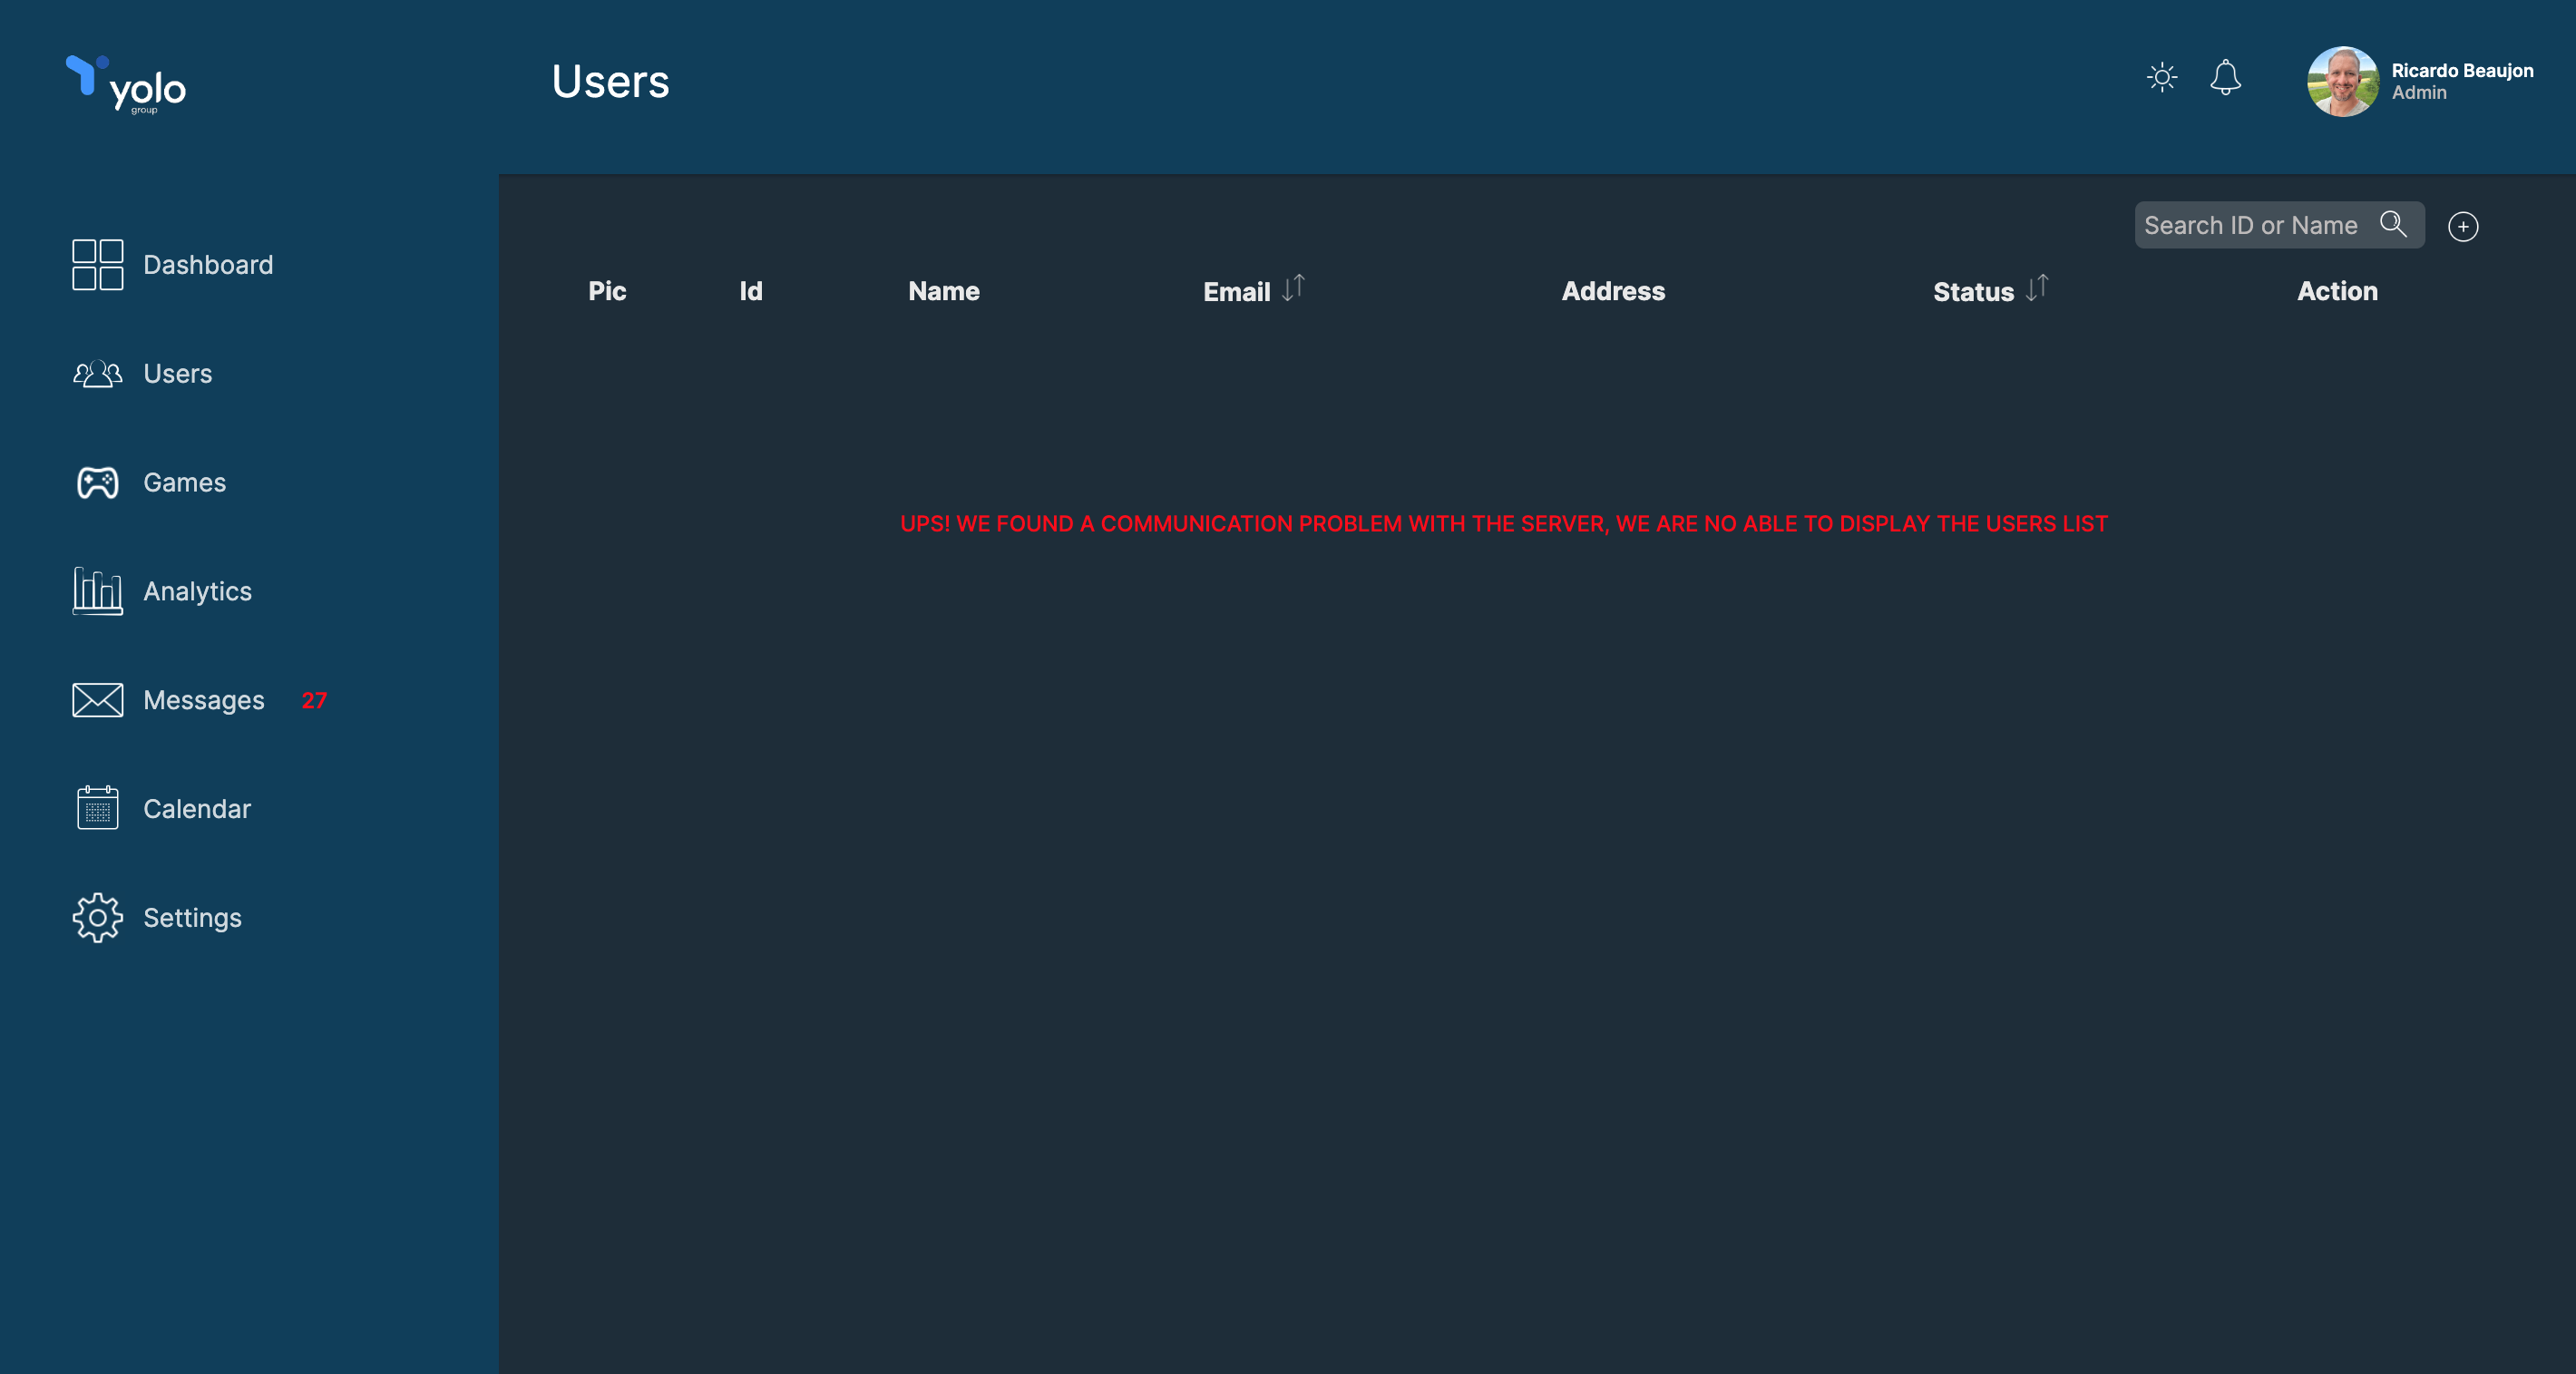 yolo
group
Users
Ricardo Beaujon
Admin
Search ID or Name
Dashboard
Users
Games
Analytics
Messages 27
Calendar
Settings
Pic Id Name Email Address Status Action
UPS! WE FOUND A COMMUNICATION PROBLEM WITH THE SERVER, WE ARE NO ABLE TO DISPLAY THE USERS LIST